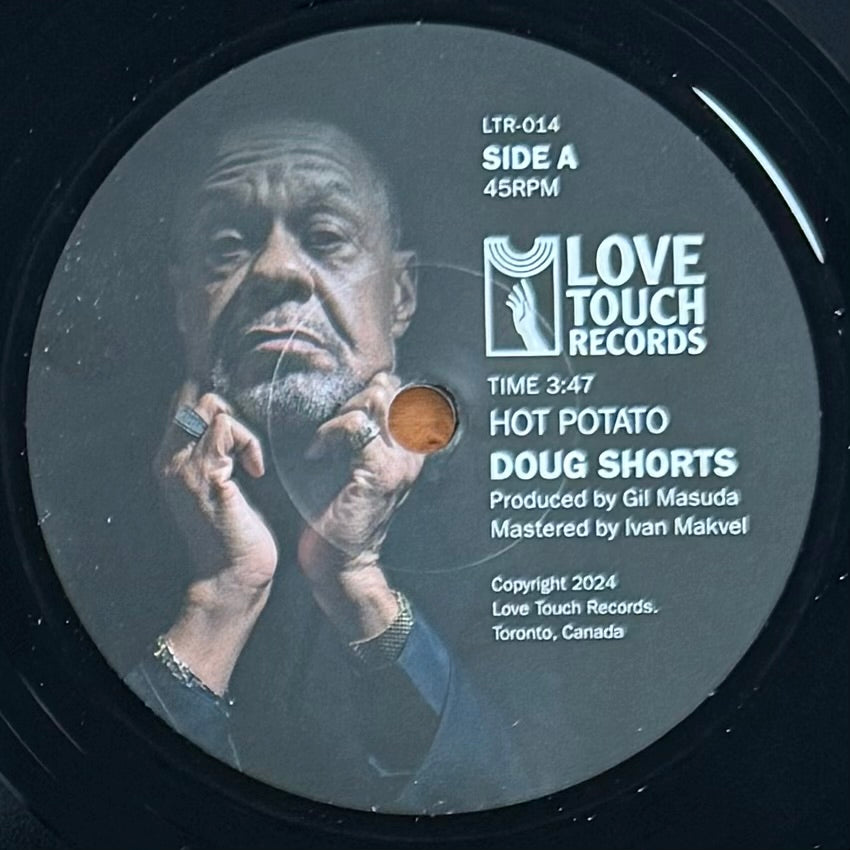 LTR-014
SIDE A
45RPM
LOVE
TOUCH
RECORDS
TIME 3:47
HOT POTATO
DOUG SHORTS
Produced by Gil Masuda
Mastered by Ivan Makvel
Copyright 2024
Love Touch Records.
Toronto, Canada